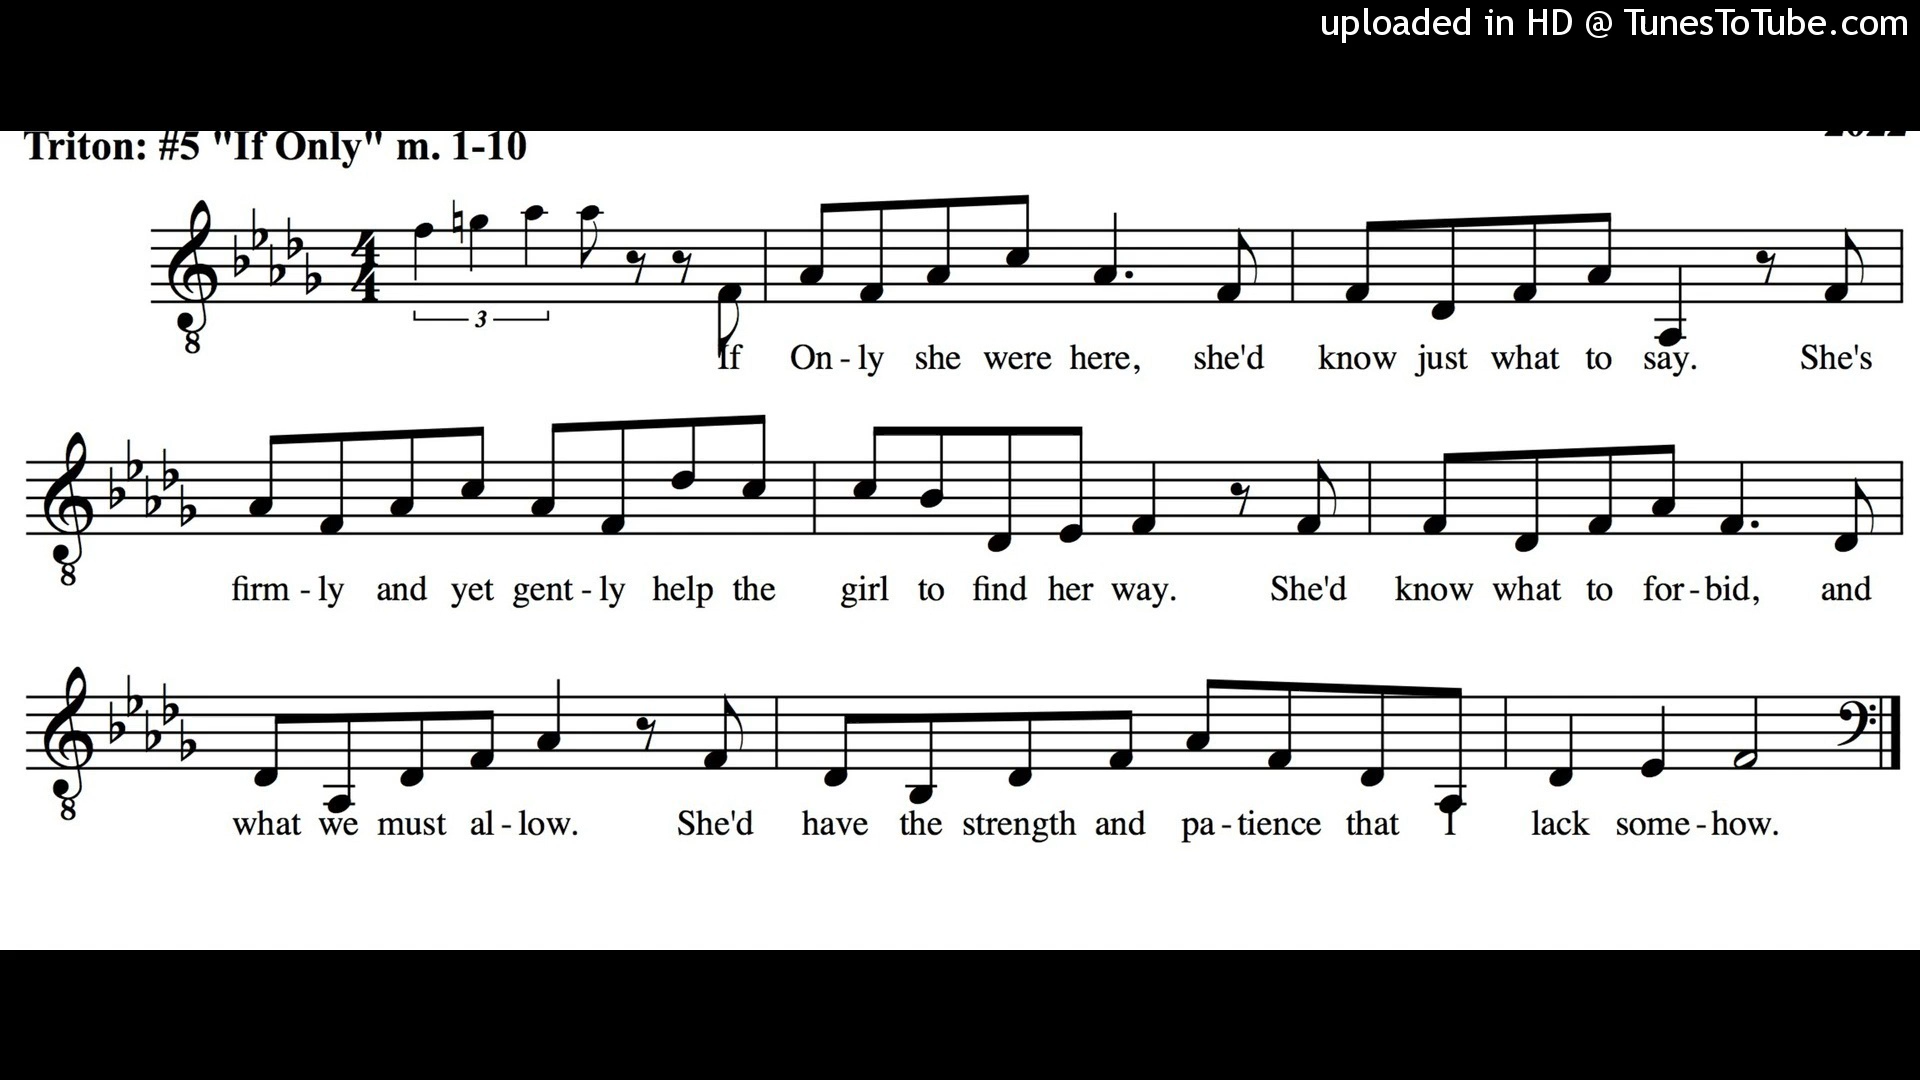 uploaded in HD @ TunesToTube.com
Triton: #5 "If Only" m. 1-10
3
8
If On - ly she were here, she'd know just what to say. She's
8
firm - ly and yet gent - ly help the girl to find her way. She'd know what to for - bid, and
8
what we must al - low. She'd have the strength and pa - tience that I lack some - how.